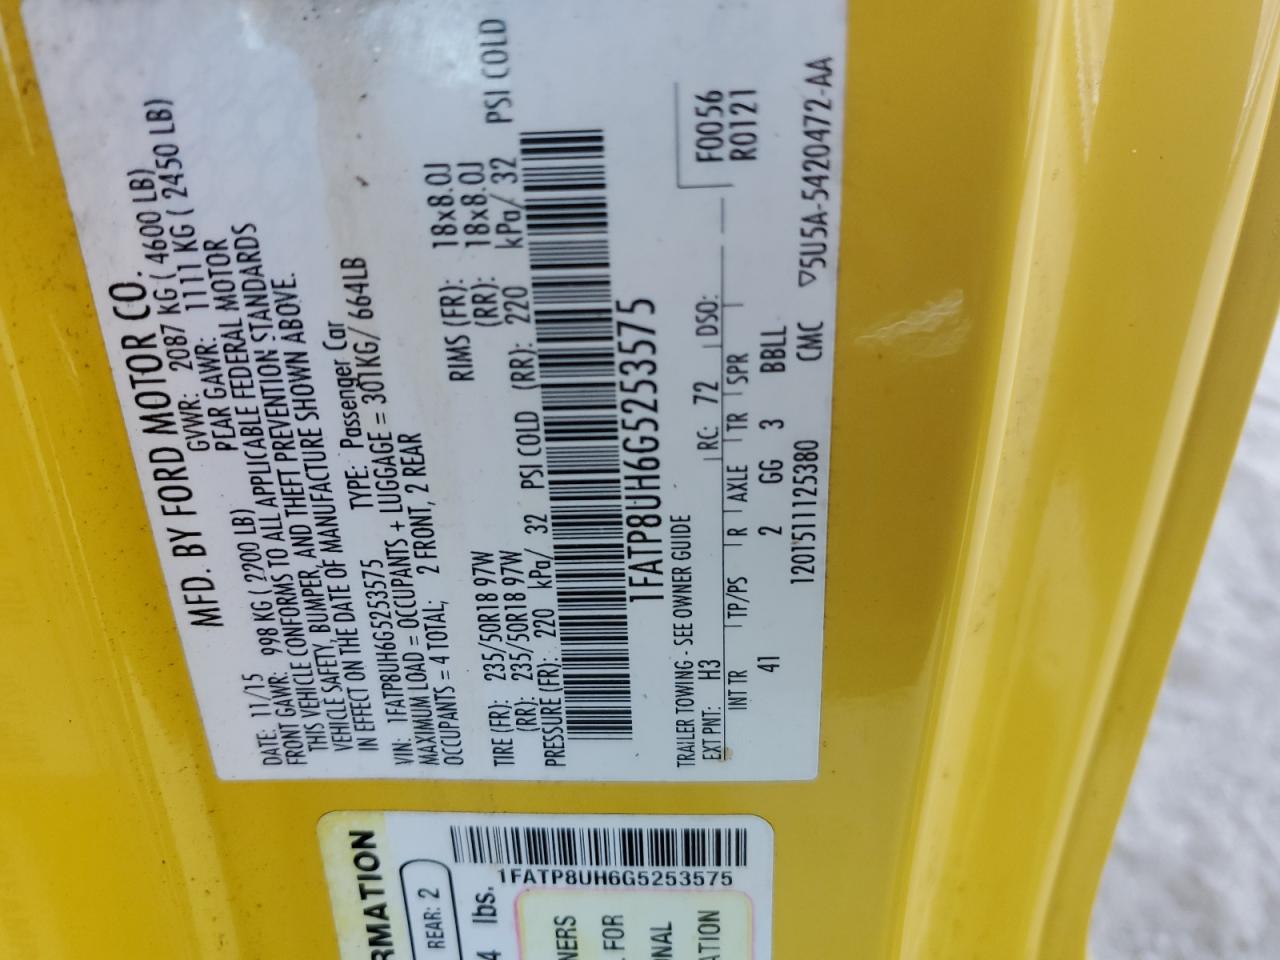 MFD. BY FORD MOTOR CO.
DATE: 11/15 GVWR: 2087 KG ( 4600 LB)
FRONT GAWR: 998 KG ( 2200 LB) REAR GAWR: 1111 KG ( 2450 LB)
THIS VEHICLE CONFORMS TO ALL APPLICABLE FEDERAL MOTOR
VEHICLE SAFETY, BUMPER, AND THEFT PREVENTION STANDARDS
IN EFFECT ON THE DATE OF MANUFACTURE SHOWN ABOVE.
VIN: 1FATP8UH6G5253575 TYPE: Passenger Car
MAXIMUM LOAD = OCCUPANTS + LUGGAGE = 301KG/ 664LB
OCCUPANTS = 4 TOTAL, 2 FRONT, 2 REAR
TIRE (FR): 235/50R18 97W RIMS (FR): 18x8.0J
(RR): 235/50R18 97W (RR): 18x8.0J
PRESSURE (FR): 220 kPa/ 32 PSI COLD (RR): 220 kPa/ 32 PSI COLD
1FATP8UH6G5253575
TRAILER TOWING - SEE OWNER GUIDE
F0056
R0121
EXT PNT: H3 RC: 72 DSO:
INT TR TP/PS R AXLE TR SPR
41 2 GG 3 BBLL
1201511125380 CMC ▽5U5A-5420472-AA
RMATION
REAR: 2
4 lbs.
1FATP8UH6G5253575
NERS
FOR
NAL
ATION